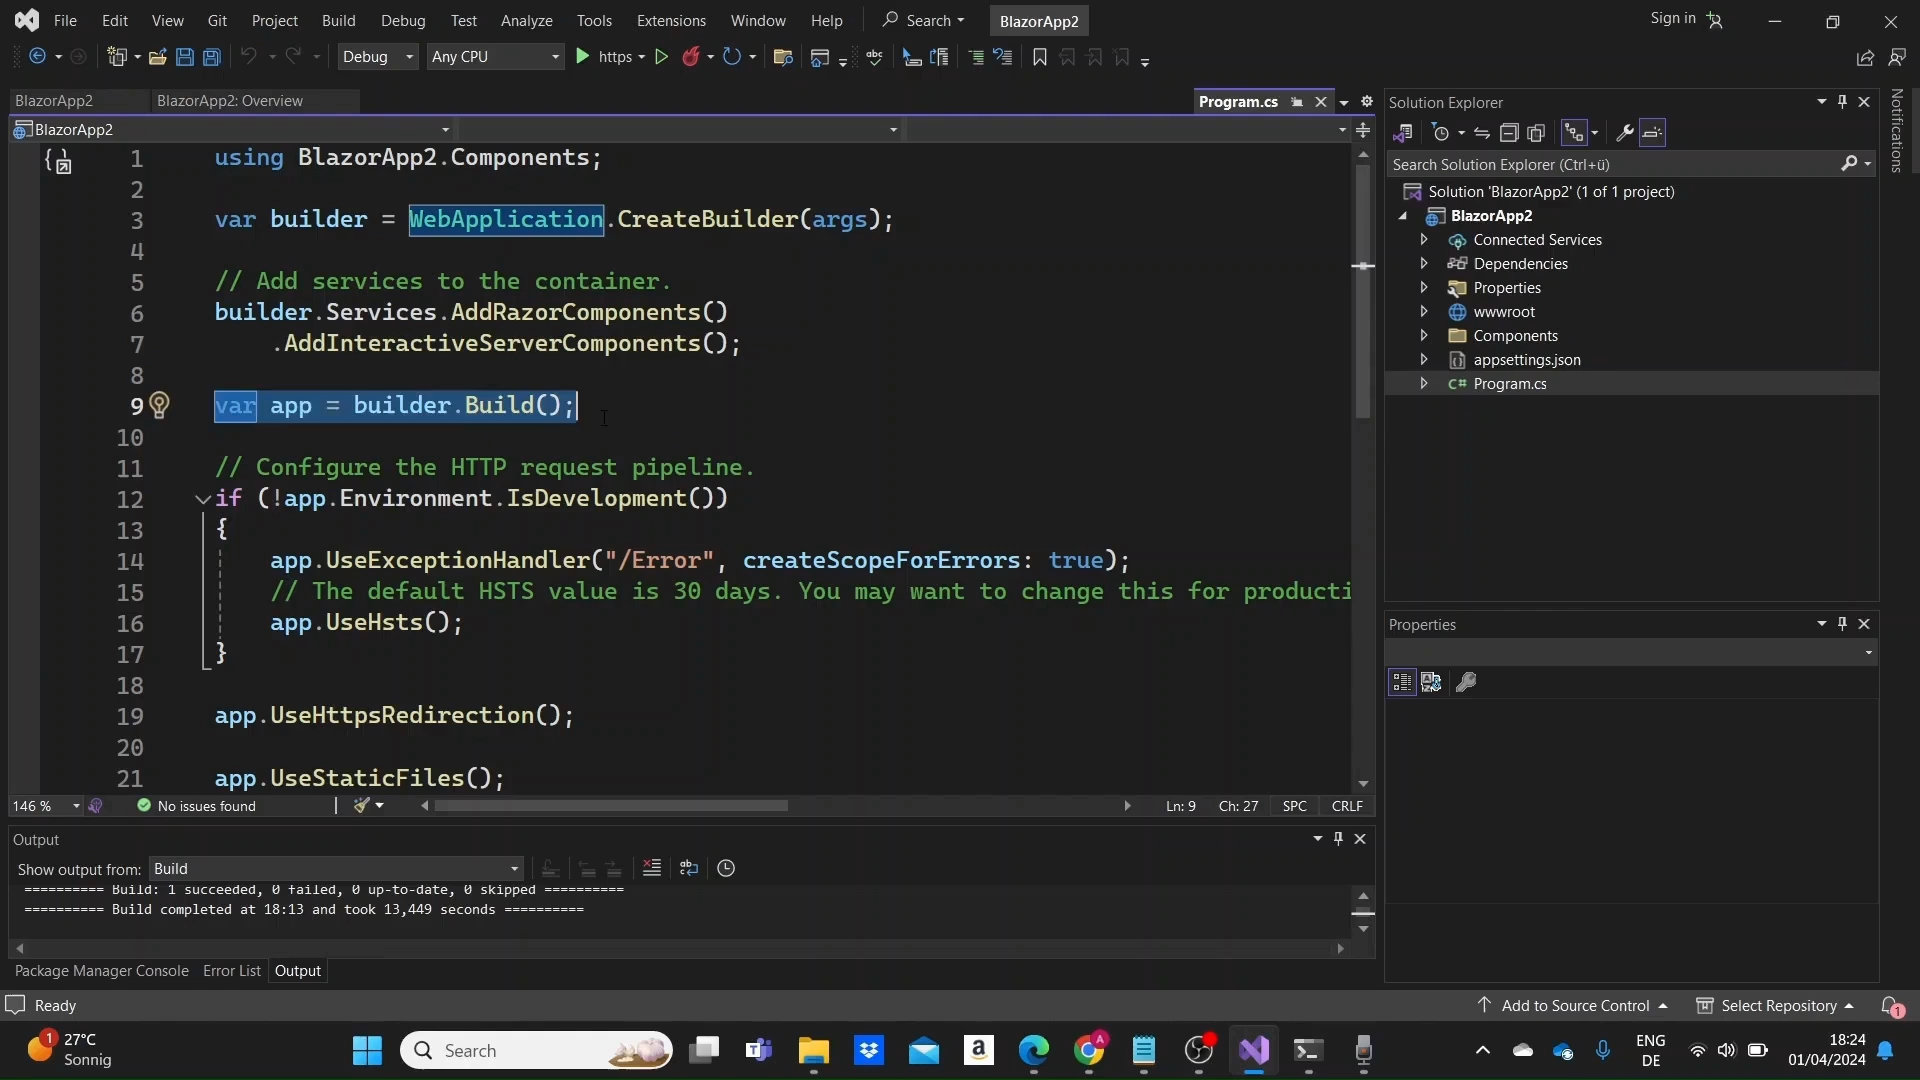 File Edit View Git Project Build Debug Test Analyze Tools Extensions Window Help Search BlazorApp2 Sign in
Debug Any CPU https
BlazorApp2 BlazorApp2: Overview Program.cs
BlazorApp2
1 using BlazorApp2.Components;
2
3 var builder = WebApplication.CreateBuilder(args);
4
5 // Add services to the container.
6 builder.Services.AddRazorComponents()
7 .AddInteractiveServerComponents();
8
9 var app = builder.Build();
10
11 // Configure the HTTP request pipeline.
12 if (!app.Environment.IsDevelopment())
13 {
14 app.UseExceptionHandler("/Error", createScopeForErrors: true);
15 // The default HSTS value is 30 days. You may want to change this for producti
16 app.UseHsts();
17 }
18
19 app.UseHttpsRedirection();
20
21 app.UseStaticFiles();
146 % No issues found Ln: 9 Ch: 27 SPC CRLF
Output
Show output from: Build
========== Build: 1 succeeded, 0 failed, 0 up-to-date, 0 skipped ==========
========== Build completed at 18:13 and took 13,449 seconds ==========
Package Manager Console Error List Output
Solution Explorer
Search Solution Explorer (Ctrl+ü)
Solution 'BlazorApp2' (1 of 1 project)
BlazorApp2
Connected Services
Dependencies
Properties
wwwroot
Components
appsettings.json
C# Program.cs
Properties
Notifications
Ready Add to Source Control Select Repository 1
1 27°C
Sonnig
Search
ENG
DE
18:24
01/04/2024